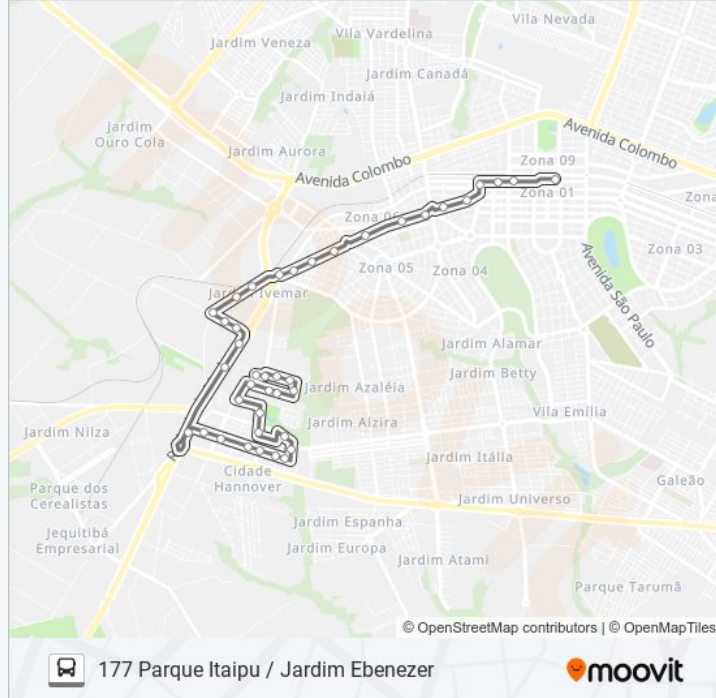 Vila Nevada
Vila Vardelina
Jardim Veneza
Jardim Canadá
Jardim Indaiá
Jardim
Ouro Cola
Avenida Colombo
Jardim Aurora
Avenida Colombo
Zona 09
Zona 01
Zona
Zona 03
Zona 05
Zona 04
Avenida São Paulo
Jardim Ivemar
Jardim Alamar
Jardim Betty
Jardim Azaléia
Vila Emília
Jardim Alzira
Jardim Nilza
Jardim Itália
Cidade
Hannover
Galeão
Parque dos
Cerealistas
Jardim Universo
Jequitibá
Empresarial
Jardim Espanha
Jardim Europa
Jardim Atami
Parque Tarumã
© OpenStreetMap contributors | © OpenMapTiles
177 Parque Itaipu / Jardim Ebenezer
moovit